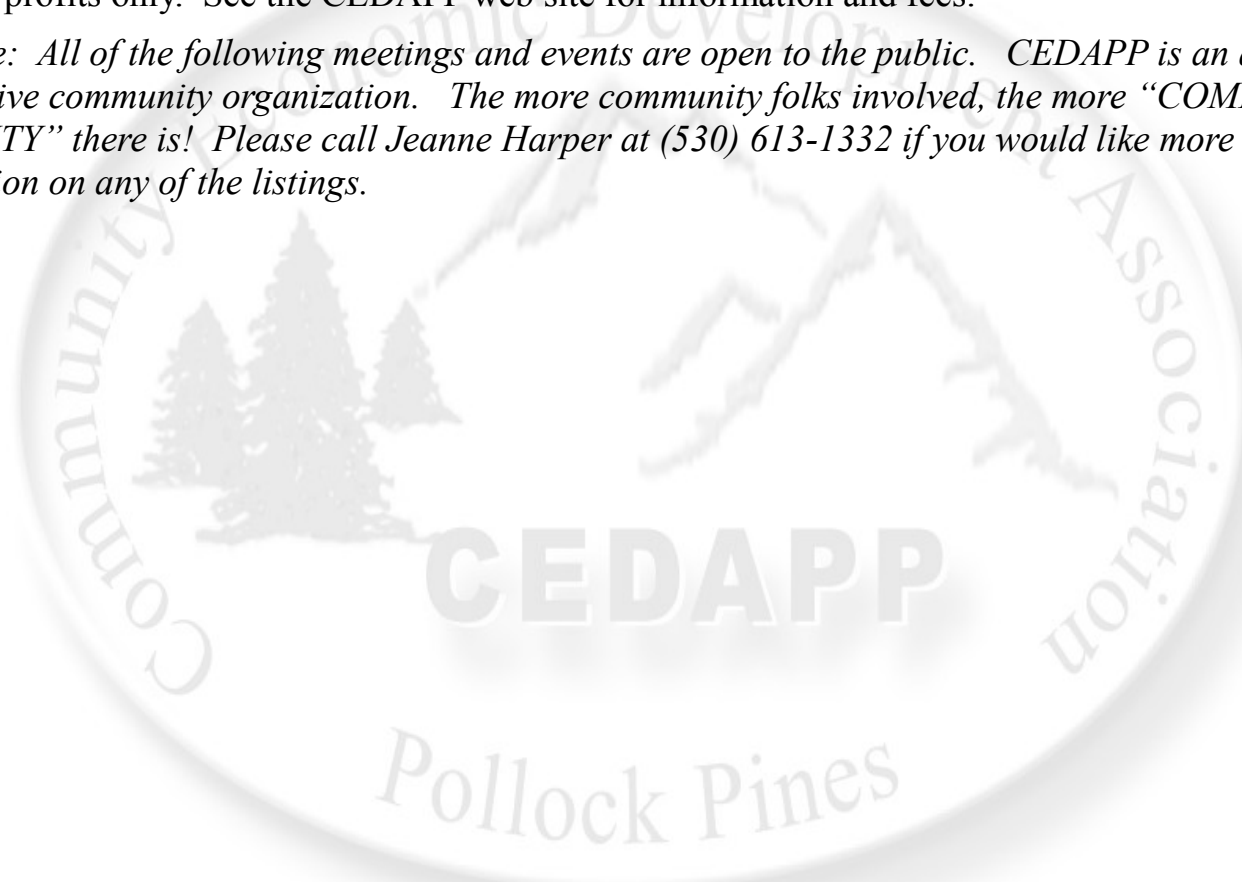 profits only. See the CEDAPP web site for information and fees.
e: All of the following meetings and events are open to the public. CEDAPP is an a
ive community organization. The more community folks involved, the more “COM
ITY” there is! Please call Jeanne Harper at (530) 613-1332 if you would like more
ion on any of the listings.
Community Economic Development Association
CEDAPP
Pollock Pines